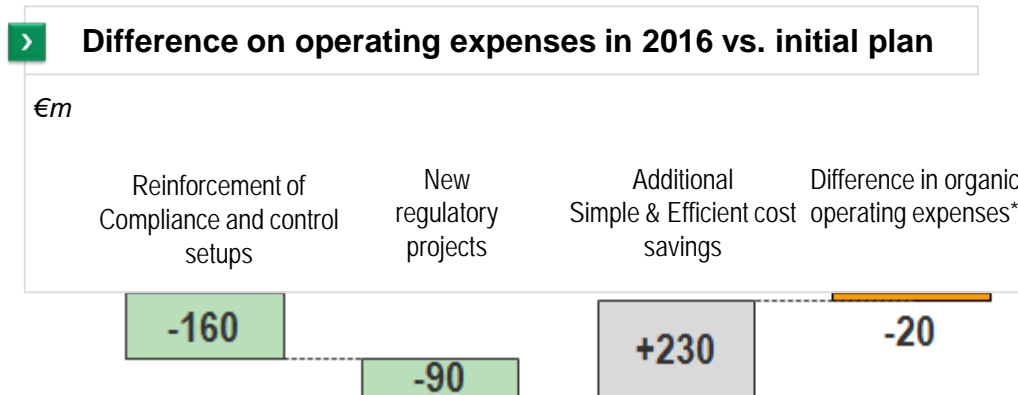 Difference on operating expenses in 2016 vs. initial plan
€m
Reinforcement of
Compliance and control
setups
New
regulatory
projects
Additional
Simple & Efficient cost
savings
Difference in organic
operating expenses*
-160
-90
+230
-20